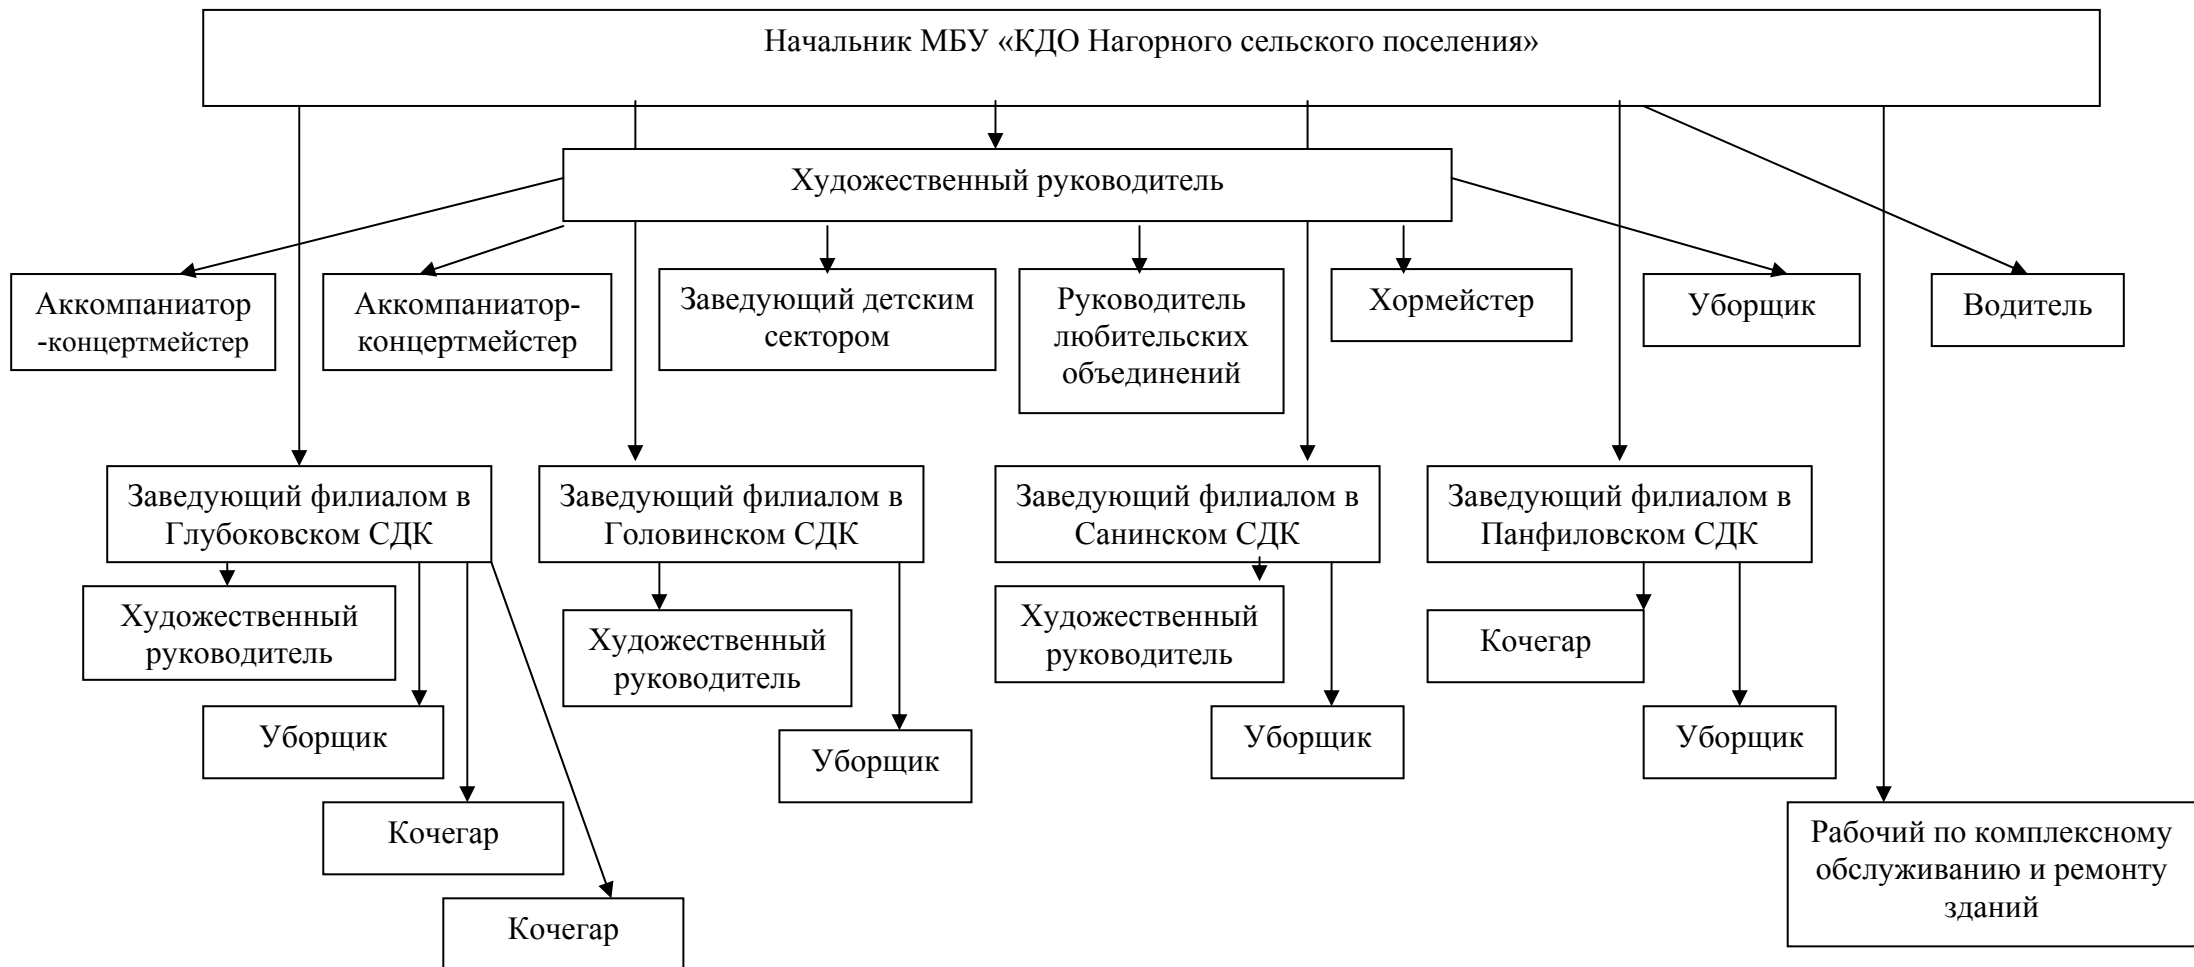 Начальник МБУ «КДО Нагорного сельского поселения»
Художественный руководитель
Аккомпаниатор
-концертмейстер
Аккомпаниатор-
концертмейстер
Заведующий детским
сектором
Руководитель
любительских
объединений
Хормейстер
Уборщик
Водитель
Заведующий филиалом в
Глубоковском СДК
Заведующий филиалом в
Головинском СДК
Заведующий филиалом в
Санинском СДК
Заведующий филиалом в
Панфиловском СДК
Художественный
руководитель
Художественный
руководитель
Художественный
руководитель
Кочегар
Уборщик
Уборщик
Уборщик
Уборщик
Кочегар
Рабочий по комплексному
обслуживанию и ремонту
зданий
Кочегар